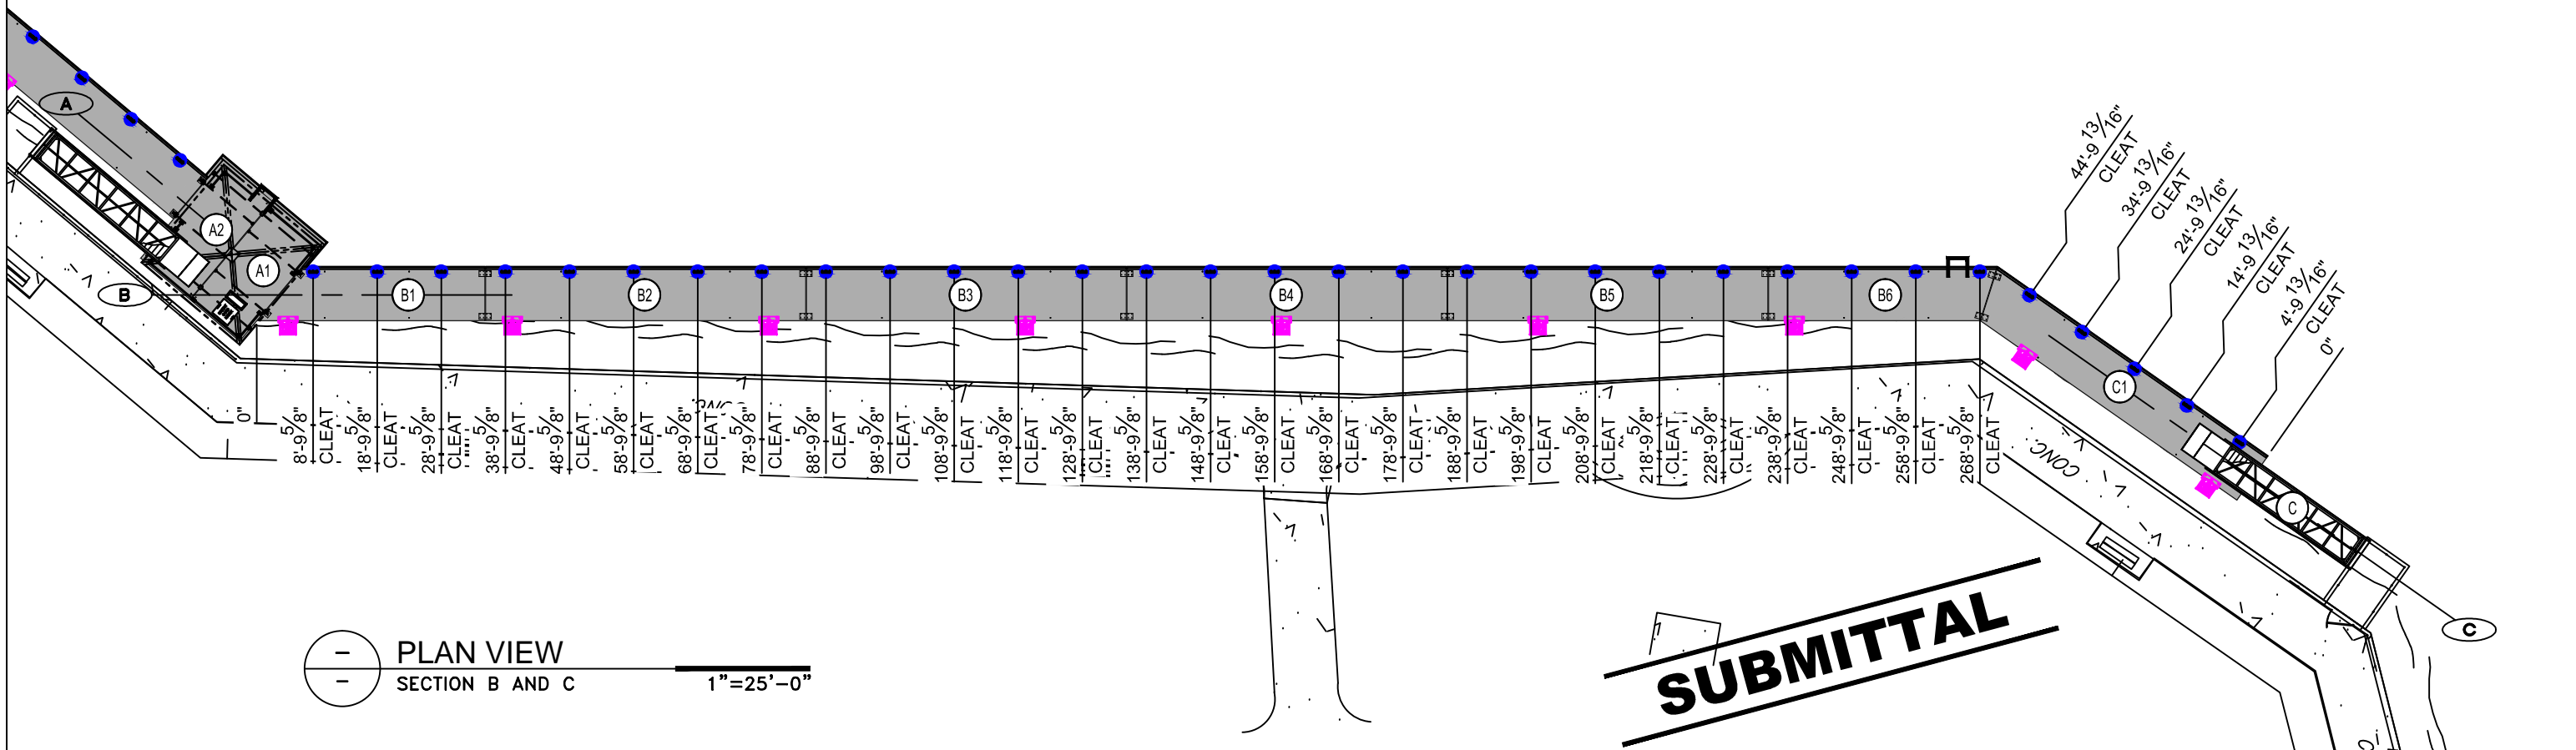 A
A2
A1
B
B1
B2
B3
B4
B5
B6
C1
C
C
0"
8'-9 5/8"
CLEAT
18'-9 5/8"
CLEAT
28'-9 5/8"
CLEAT
38'-9 5/8"
CLEAT
48'-9 5/8"
CLEAT
58'-9 5/8"
CLEAT
68'-9 5/8"
CLEAT
78'-9 5/8"
CLEAT
88'-9 5/8"
CLEAT
98'-9 5/8"
CLEAT
108'-9 5/8"
CLEAT
118'-9 5/8"
CLEAT
128'-9 5/8"
CLEAT
138'-9 5/8"
CLEAT
148'-9 5/8"
CLEAT
158'-9 5/8"
CLEAT
168'-9 5/8"
CLEAT
178'-9 5/8"
CLEAT
188'-9 5/8"
CLEAT
198'-9 5/8"
CLEAT
208'-9 5/8"
CLEAT
218'-9 5/8"
CLEAT
228'-9 5/8"
CLEAT
238'-9 5/8"
CLEAT
248'-9 5/8"
CLEAT
258'-9 5/8"
CLEAT
268'-9 5/8"
CLEAT
44'-9 13/16"
CLEAT
34'-9 13/16"
CLEAT
24'-9 13/16"
CLEAT
14'-9 13/16"
CLEAT
4'-9 13/16"
CLEAT
0"
CONC.
PLAN VIEW
SECTION B AND C
1"=25'-0"
SUBMITTAL